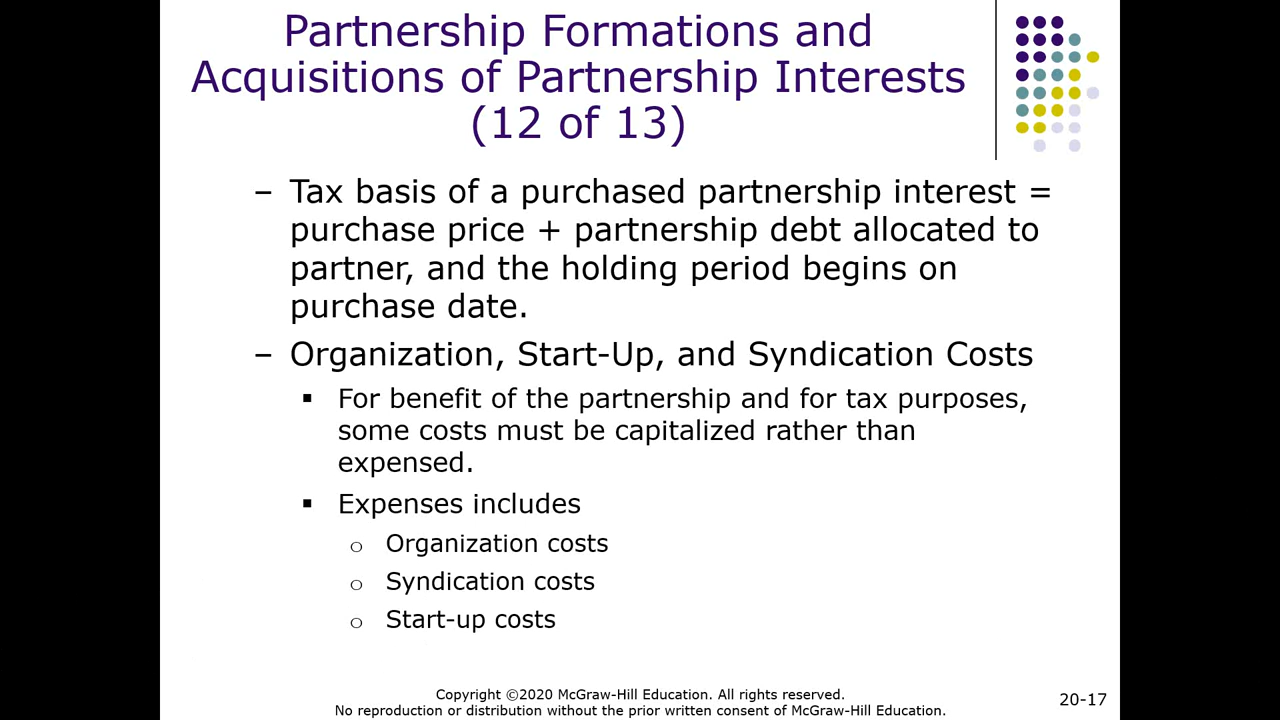 Partnership Formations and
Acquisitions of Partnership Interests
(12 of 13)
– Tax basis of a purchased partnership interest =
purchase price + partnership debt allocated to
partner, and the holding period begins on
purchase date.
– Organization, Start-Up, and Syndication Costs
▪ For benefit of the partnership and for tax purposes,
some costs must be capitalized rather than
expensed.
▪ Expenses includes
o Organization costs
o Syndication costs
o Start-up costs
Copyright ©2020 McGraw-Hill Education. All rights reserved.
No reproduction or distribution without the prior written consent of McGraw-Hill Education.
20-17